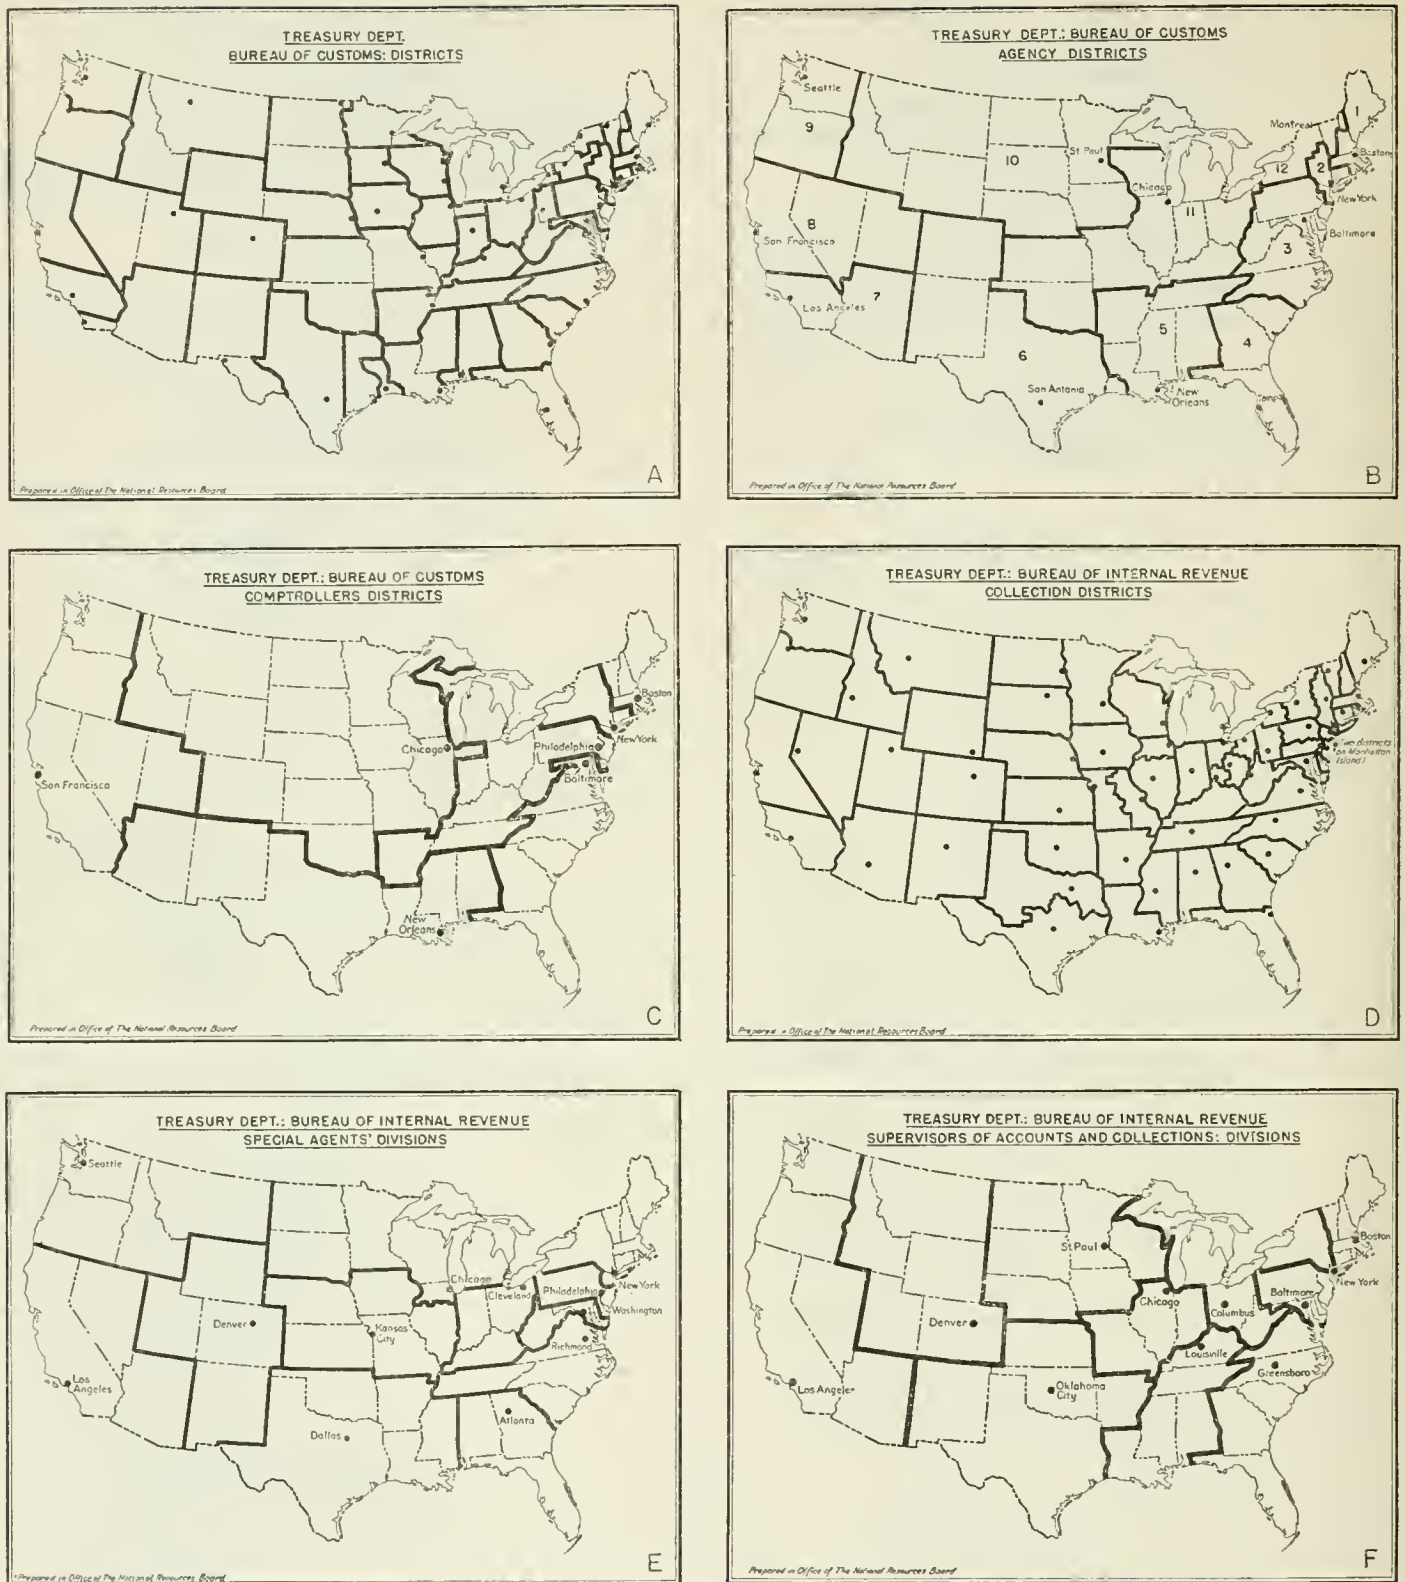 TREASURY DEPT.
BUREAU OF CUSTOMS: DISTRICTS
Prepared in Office of The National Resources Board
A
TREASURY DEPT.: BUREAU OF CUSTOMS
AGENCY DISTRICTS
Seattle
9
10
St Paul
Montreal
1
Boston
12
2
New York
Chicago
11
Baltimore
3
8
San Francisco
7
Los Angeles
5
4
6
San Antonio
New
Orleans
Prepared in Office of The National Resources Board
B
TREASURY DEPT.: BUREAU OF CUSTOMS
COMPTROLLERS DISTRICTS
Boston
New York
Chicago
Philadelphia
Baltimore
San Francisco
New
Orleans
Prepared in Office of The National Resources Board
C
TREASURY DEPT.: BUREAU OF INTERNAL REVENUE
COLLECTION DISTRICTS
Two districts
on Manhattan
Island)
Prepared in Office of The National Resources Board
D
TREASURY DEPT.: BUREAU OF INTERNAL REVENUE
SPECIAL AGENTS' DIVISIONS
Seattle
Chicago
Cleveland
Philadelphia
New York
Washington
Denver
Kansas
City
Richmond
Los
Angeles
Atlanta
Dallas
Prepared in Office of The National Resources Board
E
TREASURY DEPT.: BUREAU OF INTERNAL REVENUE
SUPERVISORS OF ACCOUNTS AND COLLECTIONS: DIVISIONS
St Paul
Boston
New York
Chicago
Columbus
Baltimore
Denver
Louisville
Greensboro
Los Angeles
Oklahoma
City
Prepared in Office of The National Resources Board
F